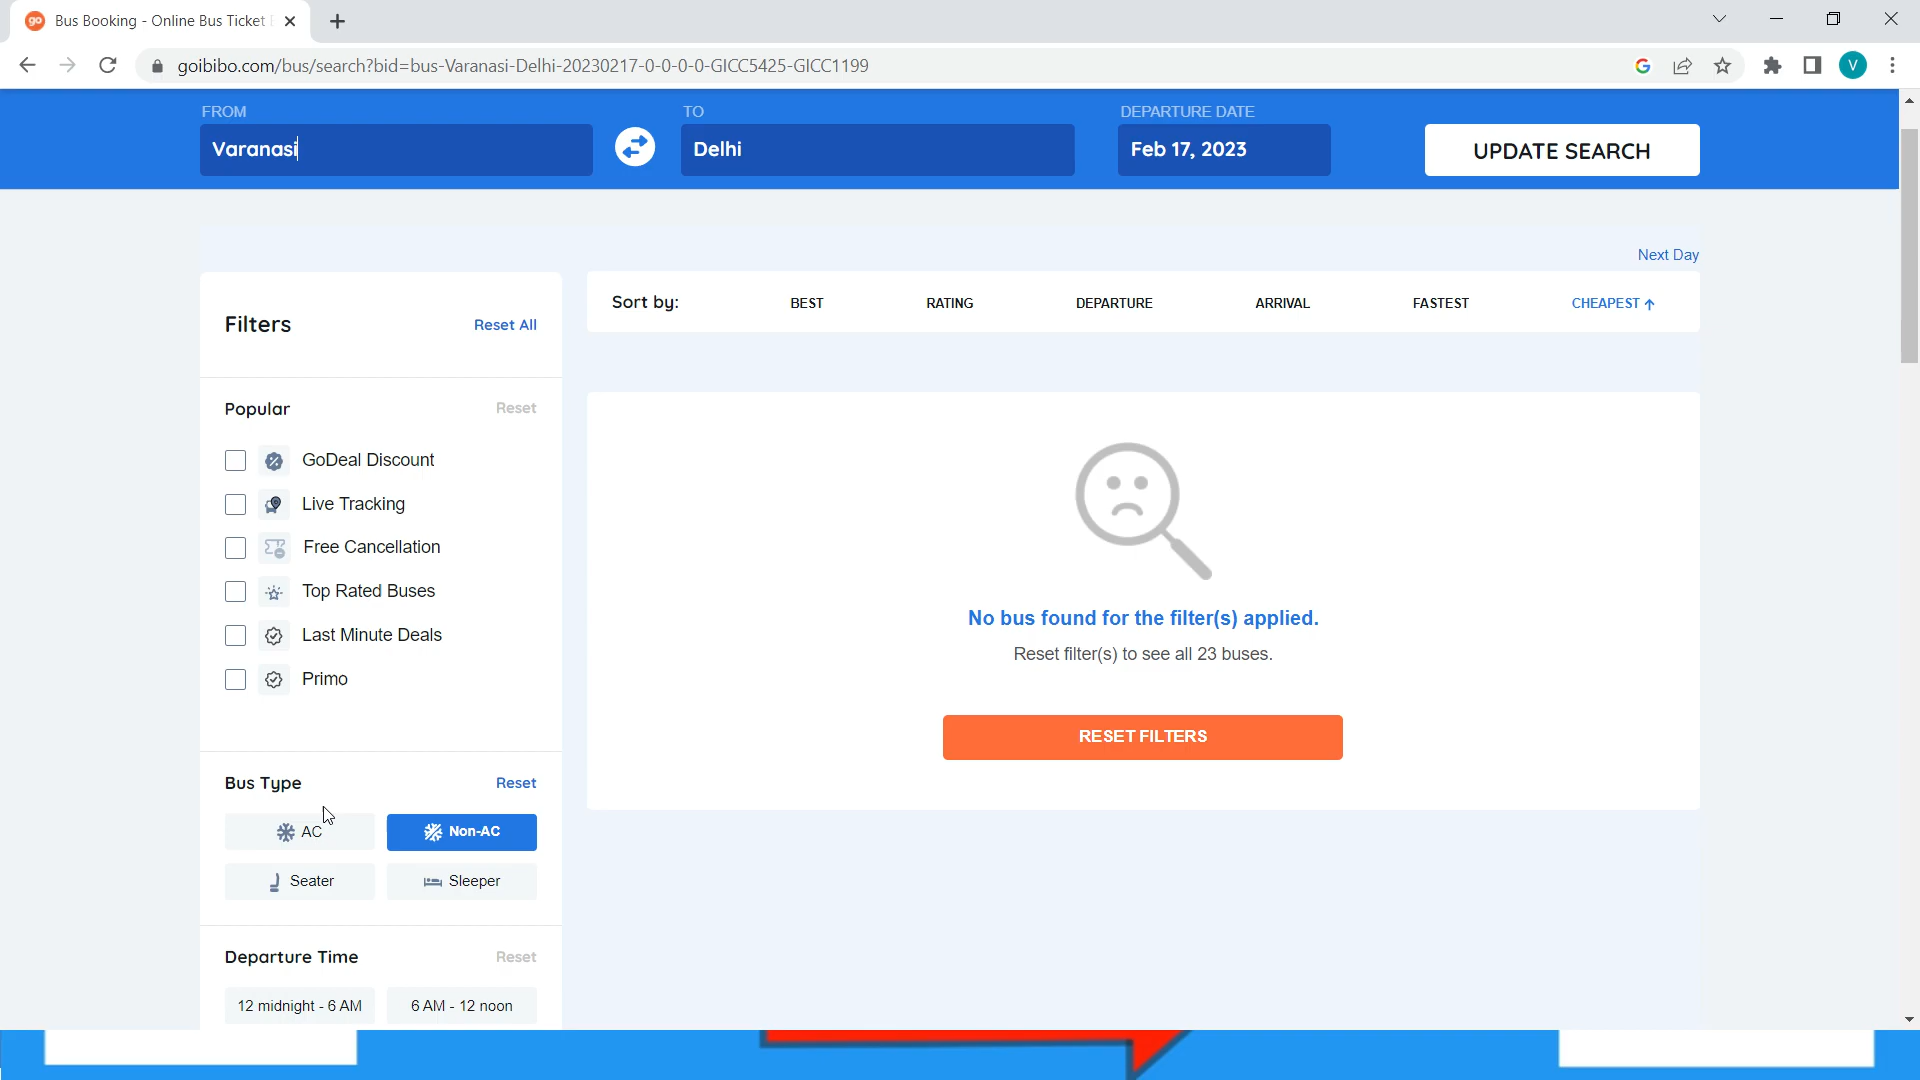 go Bus Booking - Online Bus Ticket
goibibo.com/bus/search?bid=bus-Varanasi-Delhi-20230217-0-0-0-0-GICC5425-GICC1199
G
V
FROM
TO
DEPARTURE DATE
Varanasi
Delhi
Feb 17, 2023
UPDATE SEARCH
Next Day
Filters
Reset All
Sort by:
BEST
RATING
DEPARTURE
ARRIVAL
FASTEST
CHEAPEST
Popular
Reset
GoDeal Discount
Live Tracking
Free Cancellation
Top Rated Buses
Last Minute Deals
Primo
No bus found for the filter(s) applied.
Reset filter(s) to see all 23 buses.
RESET FILTERS
Bus Type
Reset
AC
Non-AC
Seater
Sleeper
Departure Time
Reset
12 midnight - 6 AM
6 AM - 12 noon